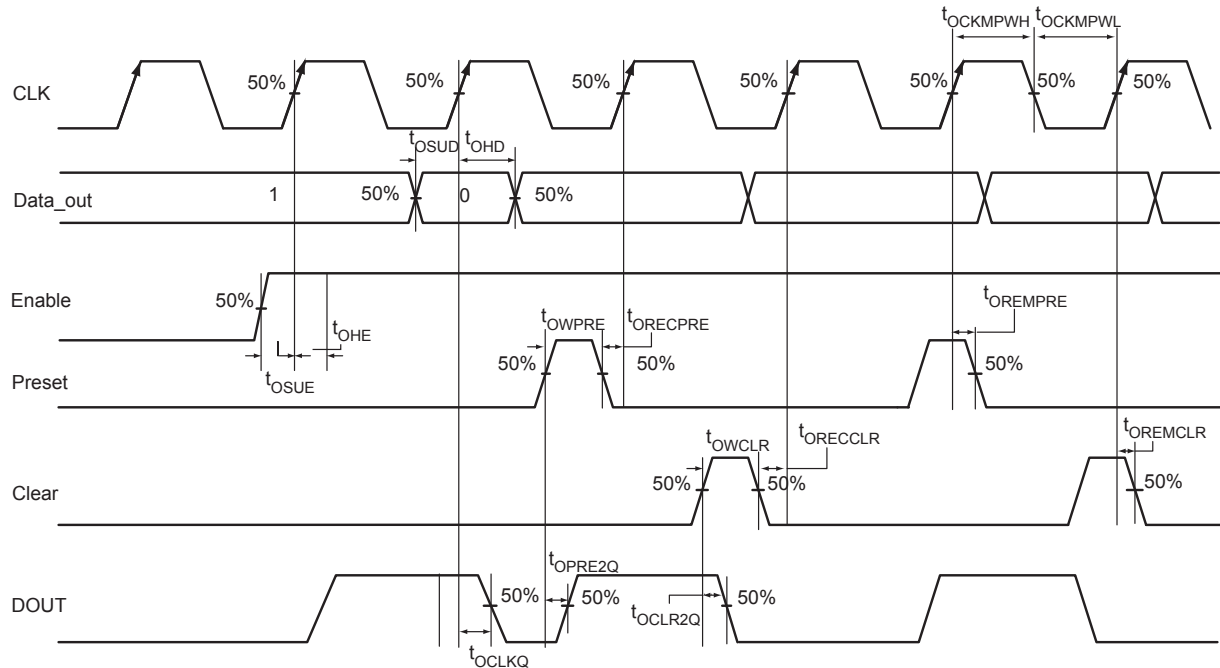 tOCKMPWH tOCKMPWL
CLK
50% 50% 50% 50% 50% 50% 50%
tOSUD tOHD
Data_out
1 50% 0 50%
Enable
50%
tOHE
tOSUE
tOWPRE tORECPRE
tOREMPRE
Preset
50% 50% 50%
tOWCLR tORECCLR
tOREMCLR
Clear
50% 50% 50%
DOUT
tOPRE2Q
50% 50% 50%
tOCLR2Q
tOCLKQ